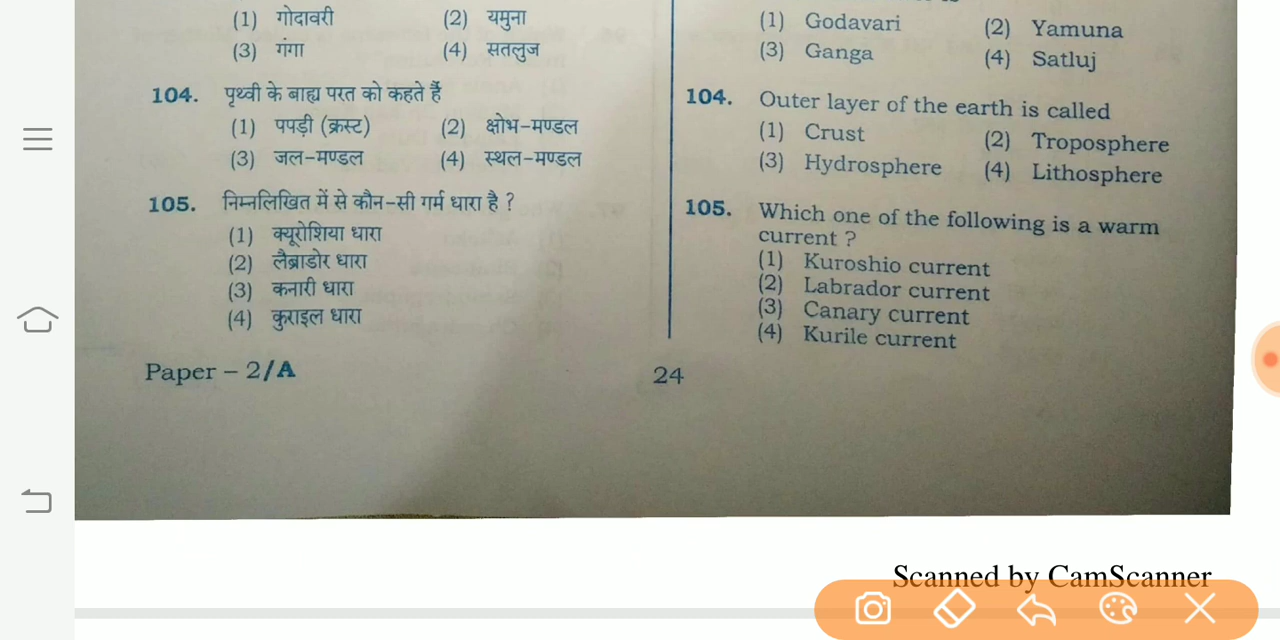 (1) गोदावरी (2) यमुना
(3) गंगा (4) सतलुज
104. पृथ्वी के बाह्य परत को कहते हैं
(1) पपड़ी (क्रस्ट) (2) क्षोभ-मण्डल
(3) जल-मण्डल (4) स्थल-मण्डल
105. निम्नलिखित में से कौन-सी गर्म धारा है ?
(1) क्यूरोशिया धारा
(2) लैब्राडोर धारा
(3) कनारी धारा
(4) कुराइल धारा
(1) Godavari (2) Yamuna
(3) Ganga (4) Satluj
104. Outer layer of the earth is called
(1) Crust (2) Troposphere
(3) Hydrosphere (4) Lithosphere
105. Which one of the following is a warm
current ?
(1) Kuroshio current
(2) Labrador current
(3) Canary current
(4) Kurile current
Paper – 2/A 24
Scanned by CamScanner